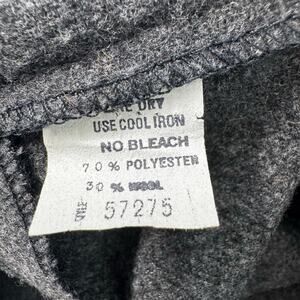 DRY
USE COOL IRON
NO BLEACH
70% POLYESTER
30 % WOOL
57275